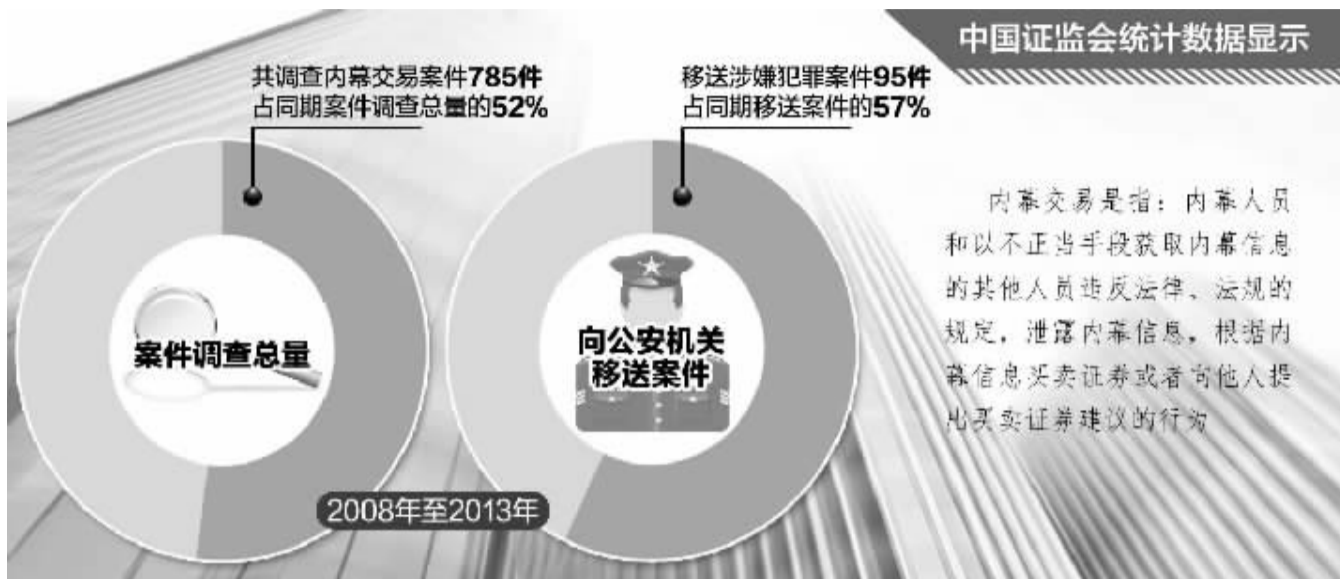 中国证监会统计数据显示
共调查内幕交易案件785件
占同期案件调查总量的52%
移送涉嫌犯罪案件95件
占同期移送案件的57%
案件调查总量
向公安机关
移送案件
2008年至2013年
内幕交易是指：内幕人员
和以不正当手段获取内幕信息
的其他人员违反法律、法规的
规定，泄露内幕信息，根据内
幕信息买卖证券或者向他人提
出买卖证券建议的行为